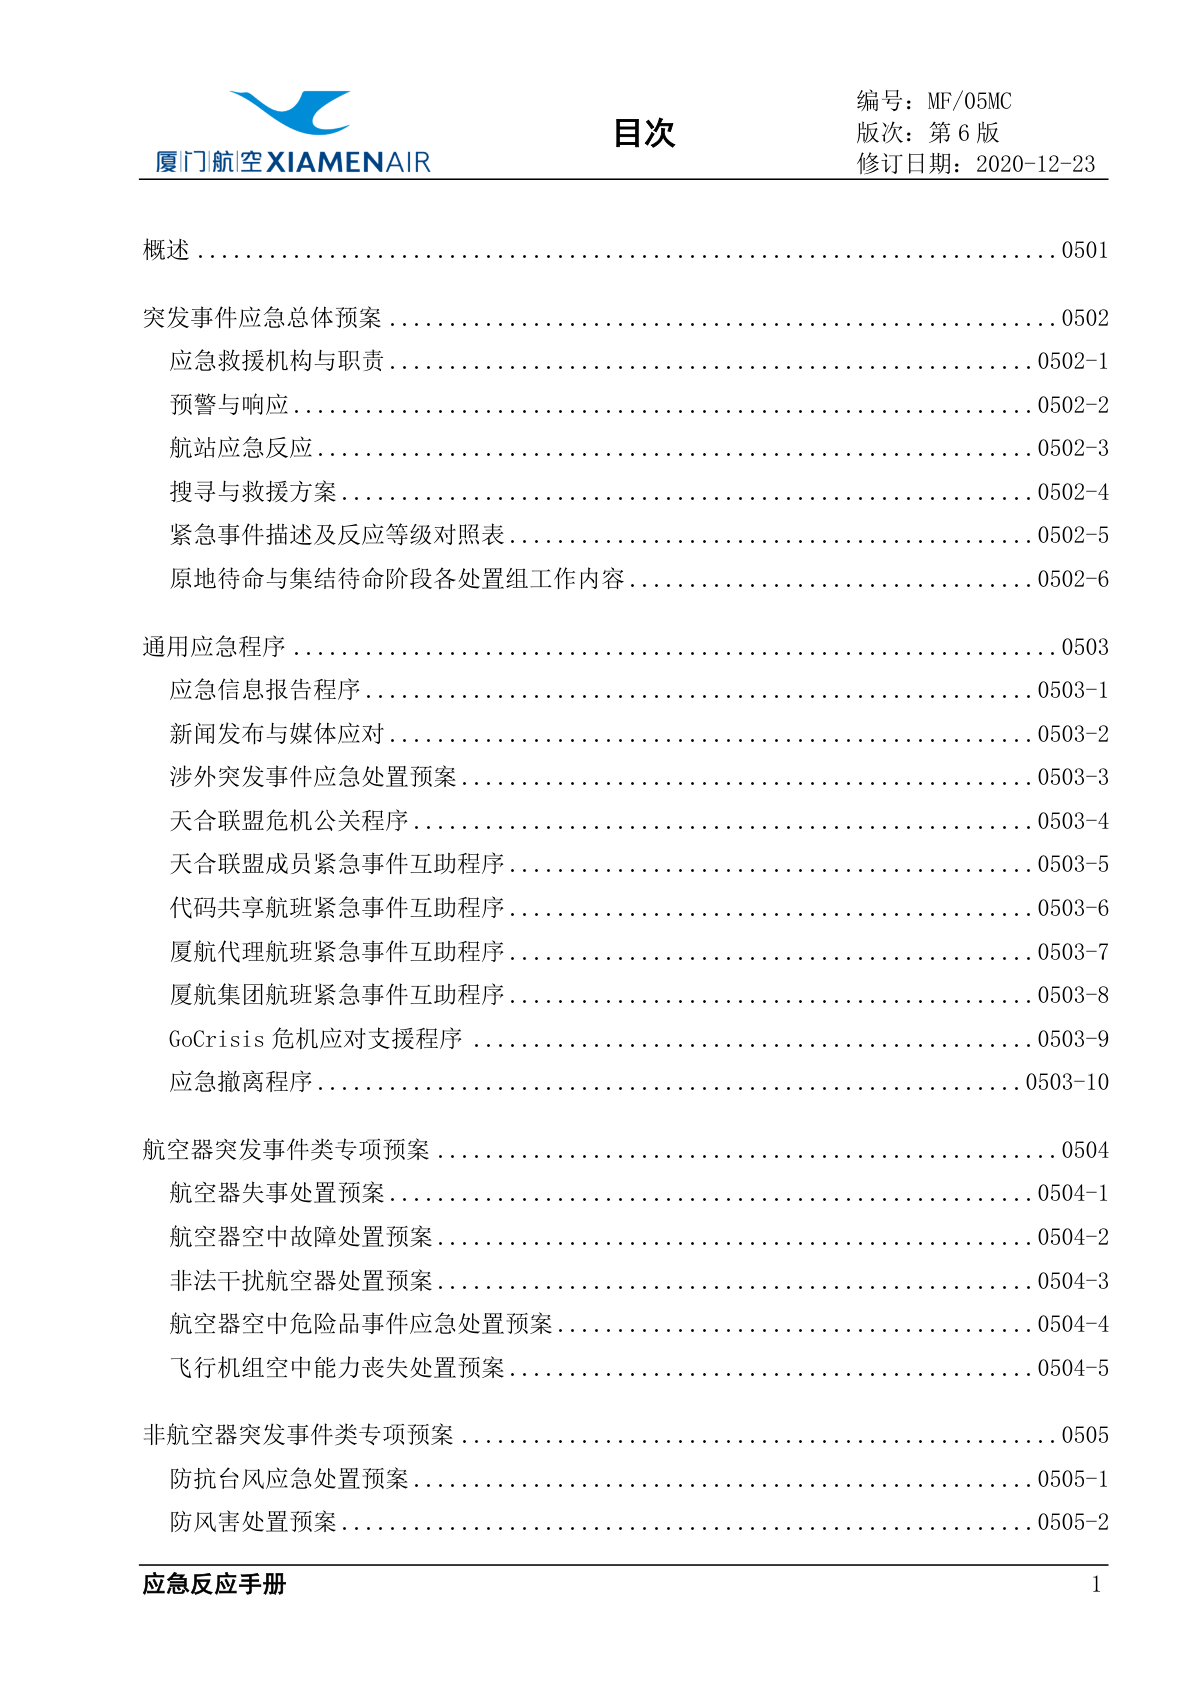 厦门航空 XIAMENAIR
目次
编号：MF/05MC
版次：第 6 版
修订日期：2020-12-23
概述 ........................................................................ 0501
突发事件应急总体预案 ........................................................ 0502
应急救援机构与职责 ...................................................... 0502-1
预警与响应 .............................................................. 0502-2
航站应急反应 ............................................................ 0502-3
搜寻与救援方案 .......................................................... 0502-4
紧急事件描述及反应等级对照表 ............................................ 0502-5
原地待命与集结待命阶段各处置组工作内容 .................................. 0502-6
通用应急程序 ................................................................ 0503
应急信息报告程序 ........................................................ 0503-1
新闻发布与媒体应对 ...................................................... 0503-2
涉外突发事件应急处置预案 ................................................ 0503-3
天合联盟危机公关程序 .................................................... 0503-4
天合联盟成员紧急事件互助程序 ............................................ 0503-5
代码共享航班紧急事件互助程序 ............................................ 0503-6
厦航代理航班紧急事件互助程序 ............................................ 0503-7
厦航集团航班紧急事件互助程序 ............................................ 0503-8
GoCrisis 危机应对支援程序 ............................................... 0503-9
应急撤离程序 ........................................................... 0503-10
航空器突发事件类专项预案 .................................................... 0504
航空器失事处置预案 ...................................................... 0504-1
航空器空中故障处置预案 .................................................. 0504-2
非法干扰航空器处置预案 .................................................. 0504-3
航空器空中危险品事件应急处置预案 ........................................ 0504-4
飞行机组空中能力丧失处置预案 ............................................ 0504-5
非航空器突发事件类专项预案 .................................................. 0505
防抗台风应急处置预案 .................................................... 0505-1
防风害处置预案 .......................................................... 0505-2
应急反应手册 1